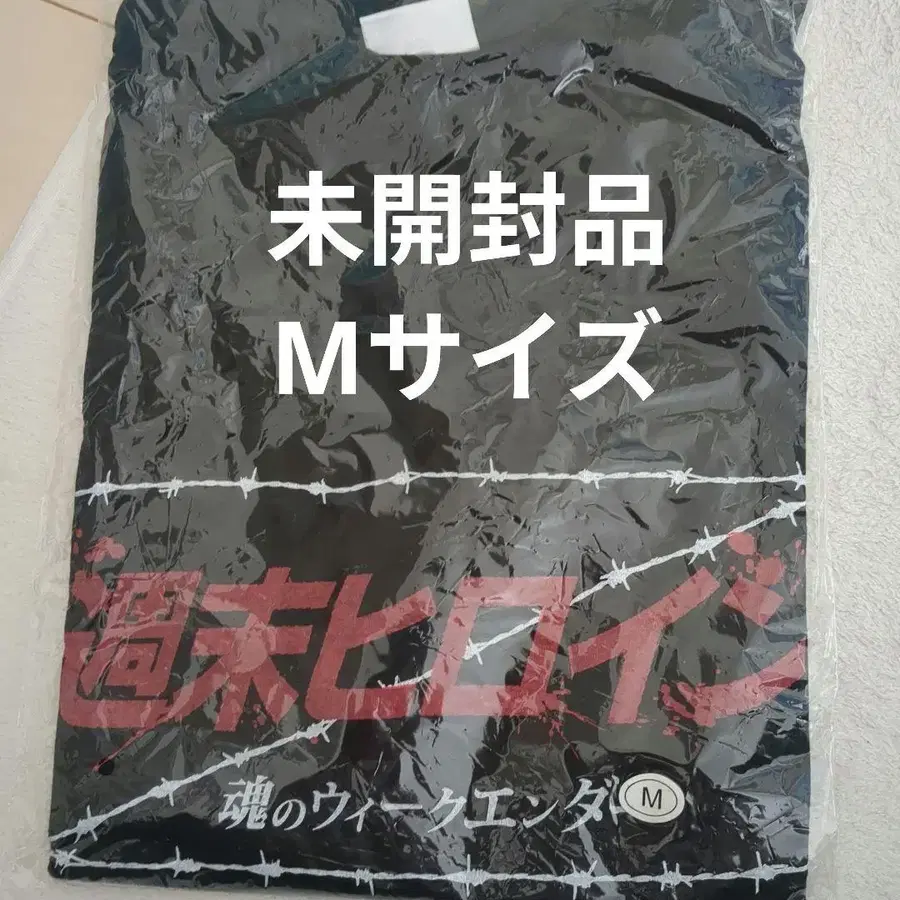 未開封品
Mサイズ
週末ヒロイン
魂のウィークエンダー
M